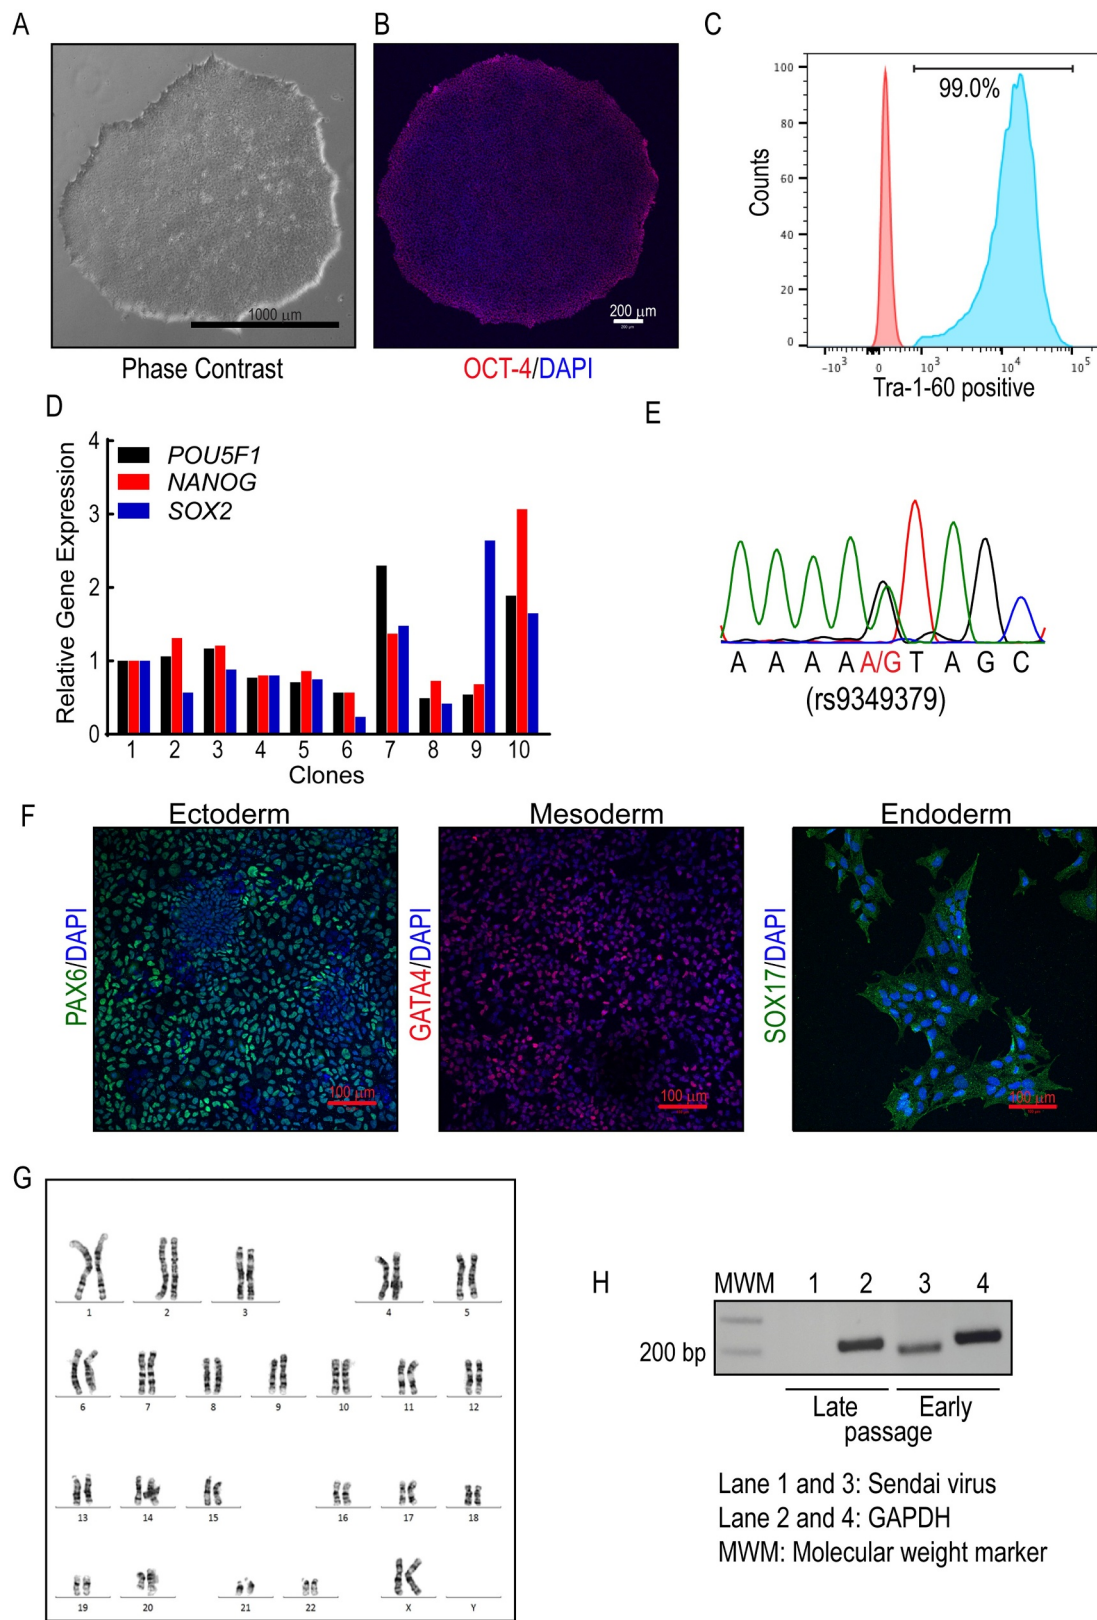 A
B
C
1000 μm
200 μm
200 μm
Phase Contrast
OCT-4/DAPI
99.0%
Counts
100
80
60
40
20
0
-10³ 0 10³ 10⁴ 10⁵
Tra-1-60 positive
D
Relative Gene Expression
4
3
2
1
0
POU5F1
NANOG
SOX2
1 2 3 4 5 6 7 8 9 10
Clones
E
A A A A A/G T A G C
(rs9349379)
F
Ectoderm
Mesoderm
Endoderm
PAX6/DAPI
100 μm
GATA4/DAPI
100 μm
SOX17/DAPI
100 μm
G
1 2 3 4 5
6 7 8 9 10 11 12
13 14 15 16 17 18
19 20 21 22 X Y
H
MWM 1 2 3 4
200 bp
Late Early
passage
Lane 1 and 3: Sendai virus
Lane 2 and 4: GAPDH
MWM: Molecular weight marker